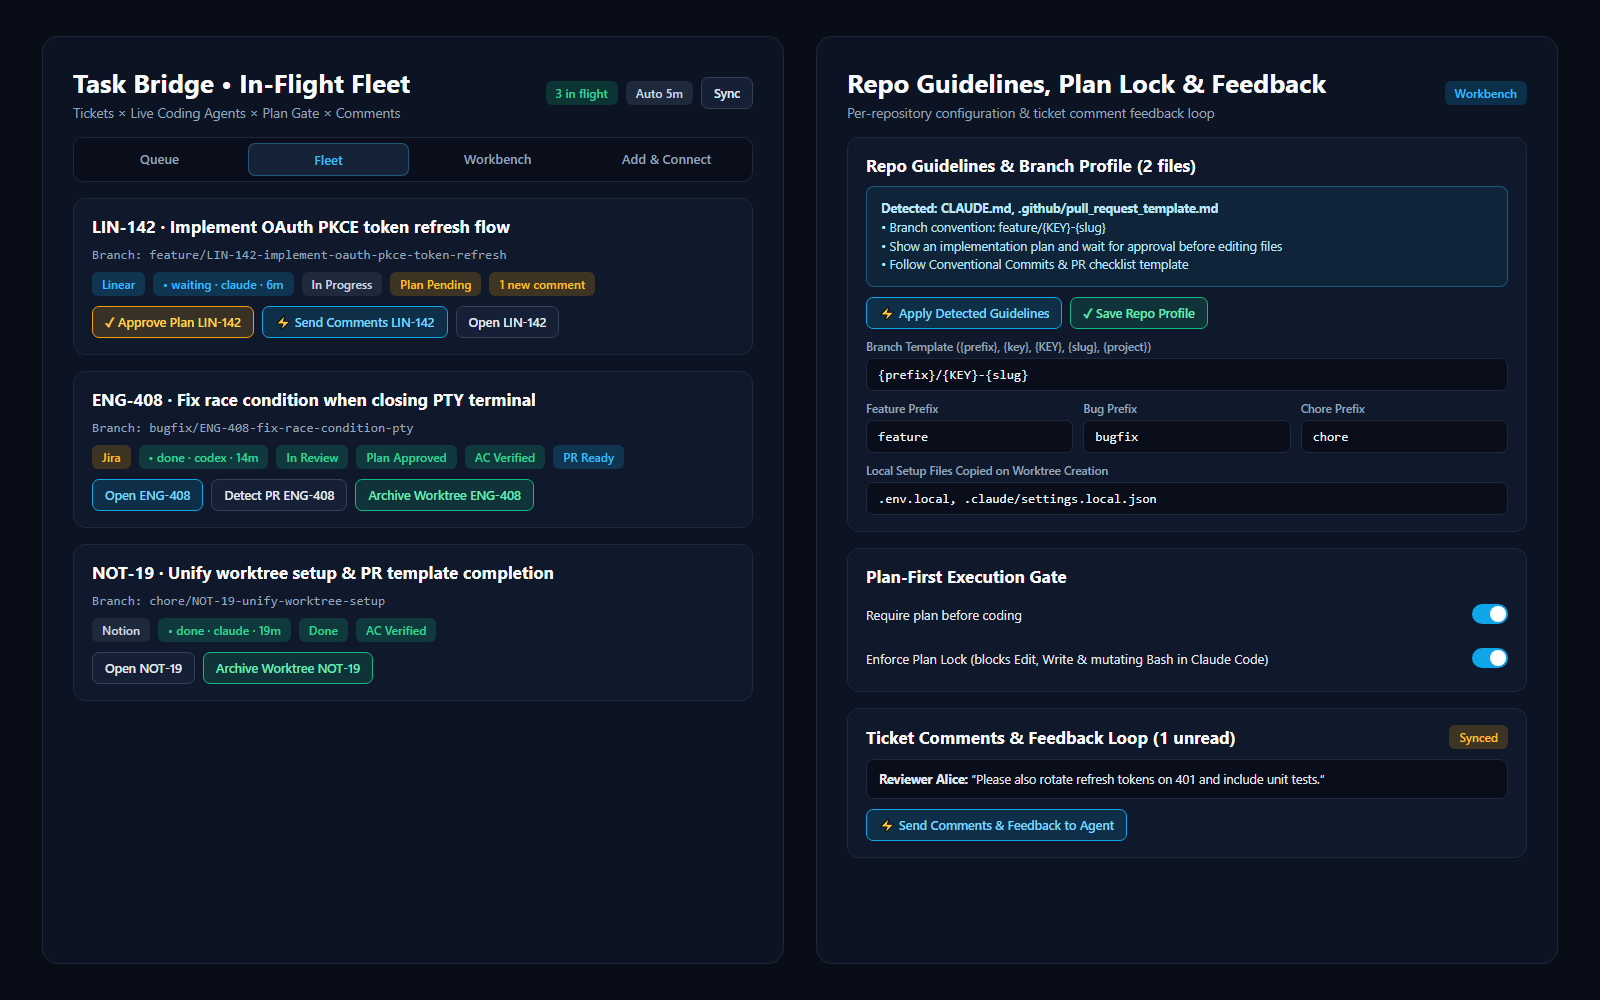 Task Bridge • In-Flight Fleet
Tickets × Live Coding Agents × Plan Gate × Comments
3 in flight
Auto 5m
Sync
Queue
Fleet
Workbench
Add & Connect
LIN-142 · Implement OAuth PKCE token refresh flow
Branch: feature/LIN-142-implement-oauth-pkce-token-refresh
Linear
• waiting · claude · 6m
In Progress
Plan Pending
1 new comment
✓ Approve Plan LIN-142
⚡ Send Comments LIN-142
Open LIN-142
ENG-408 · Fix race condition when closing PTY terminal
Branch: bugfix/ENG-408-fix-race-condition-pty
Jira
• done · codex · 14m
In Review
Plan Approved
AC Verified
PR Ready
Open ENG-408
Detect PR ENG-408
Archive Worktree ENG-408
NOT-19 · Unify worktree setup & PR template completion
Branch: chore/NOT-19-unify-worktree-setup
Notion
• done · claude · 19m
Done
AC Verified
Open NOT-19
Archive Worktree NOT-19
Repo Guidelines, Plan Lock & Feedback
Per-repository configuration & ticket comment feedback loop
Workbench
Repo Guidelines & Branch Profile (2 files)
Detected: CLAUDE.md, .github/pull_request_template.md
• Branch convention: feature/{KEY}-{slug}
• Show an implementation plan and wait for approval before editing files
• Follow Conventional Commits & PR checklist template
⚡ Apply Detected Guidelines
✓ Save Repo Profile
Branch Template ({prefix}, {key}, {KEY}, {slug}, {project})
{prefix}/{KEY}-{slug}
Feature Prefix
Bug Prefix
Chore Prefix
feature
bugfix
chore
Local Setup Files Copied on Worktree Creation
.env.local, .claude/settings.local.json
Plan-First Execution Gate
Require plan before coding
Enforce Plan Lock (blocks Edit, Write & mutating Bash in Claude Code)
Ticket Comments & Feedback Loop (1 unread)
Synced
Reviewer Alice: “Please also rotate refresh tokens on 401 and include unit tests.”
⚡ Send Comments & Feedback to Agent